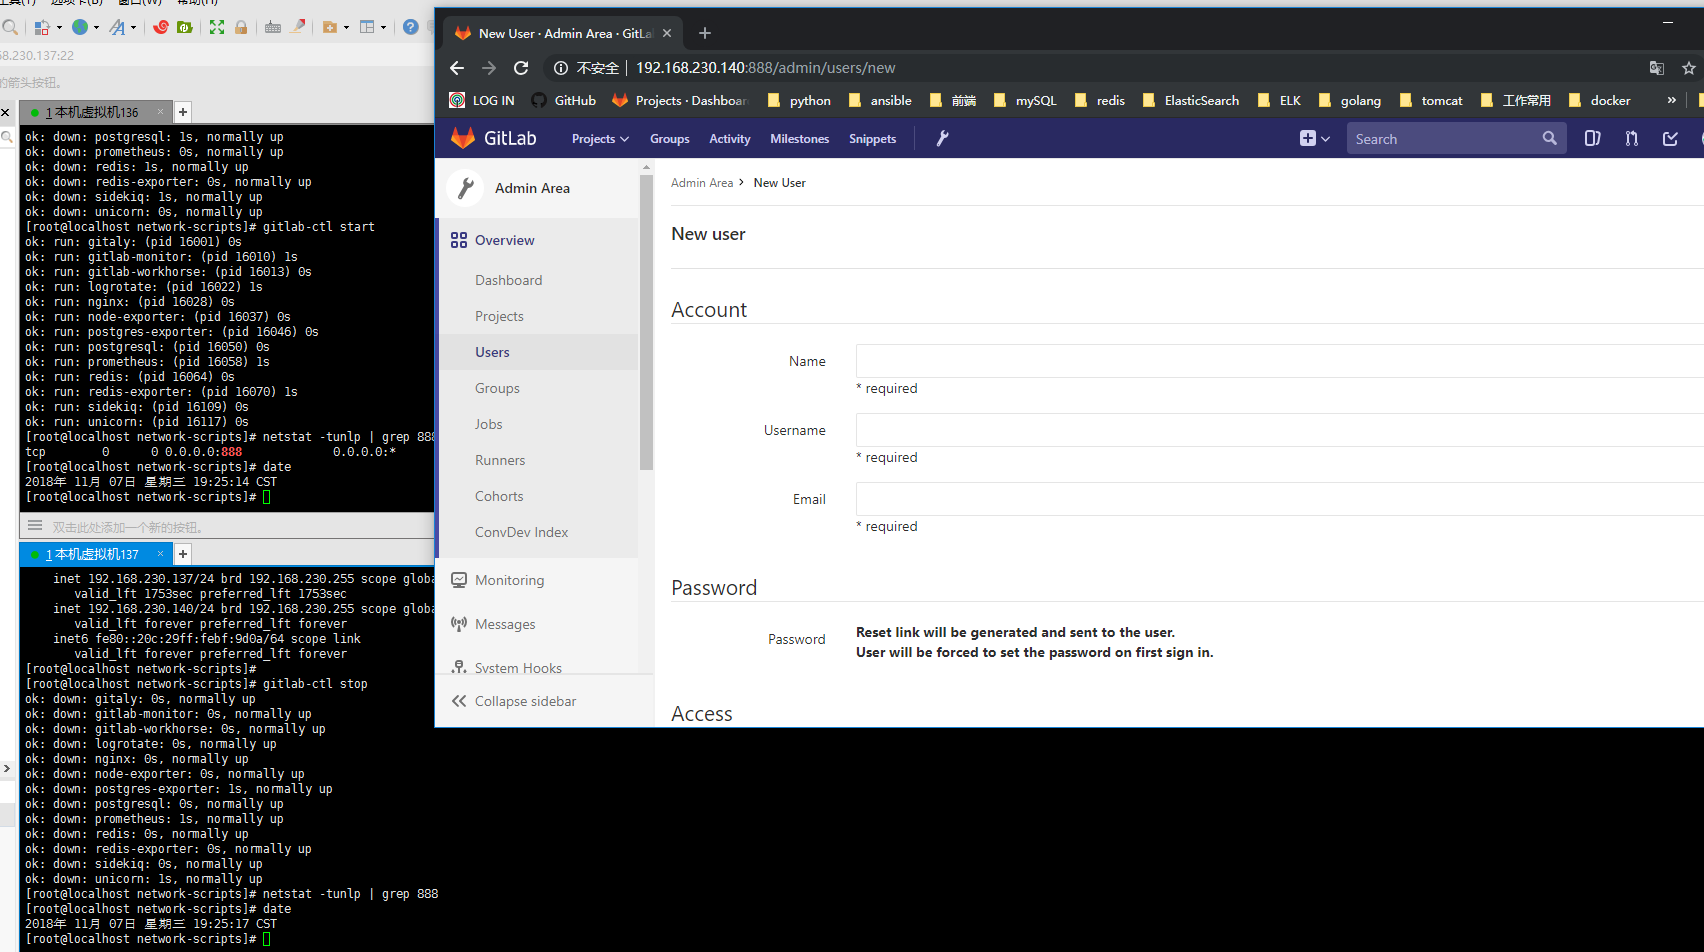 工具(T) 选项卡(B) 窗口(W) 帮助(H)
68.230.137:22
的箭头按钮。
1 本机虚拟机136
ok: down: postgresql: 1s, normally up
ok: down: prometheus: 0s, normally up
ok: down: redis: 1s, normally up
ok: down: redis-exporter: 0s, normally up
ok: down: sidekiq: 1s, normally up
ok: down: unicorn: 0s, normally up
[root@localhost network-scripts]# gitlab-ctl start
ok: run: gitaly: (pid 16001) 0s
ok: run: gitlab-monitor: (pid 16010) 1s
ok: run: gitlab-workhorse: (pid 16013) 0s
ok: run: logrotate: (pid 16022) 1s
ok: run: nginx: (pid 16028) 0s
ok: run: node-exporter: (pid 16037) 0s
ok: run: postgres-exporter: (pid 16046) 0s
ok: run: postgresql: (pid 16050) 0s
ok: run: prometheus: (pid 16058) 1s
ok: run: redis: (pid 16064) 0s
ok: run: redis-exporter: (pid 16070) 1s
ok: run: sidekiq: (pid 16109) 0s
ok: run: unicorn: (pid 16117) 0s
[root@localhost network-scripts]# netstat -tunlp | grep 888
tcp 0 0 0.0.0.0:888 0.0.0.0:*
[root@localhost network-scripts]# date
2018年 11月 07日 星期三 19:25:14 CST
[root@localhost network-scripts]#
双击此处添加一个新的按钮。
1 本机虚拟机137
inet 192.168.230.137/24 brd 192.168.230.255 scope globa
valid_lft 1753sec preferred_lft 1753sec
inet 192.168.230.140/24 brd 192.168.230.255 scope globa
valid_lft forever preferred_lft forever
inet6 fe80::20c:29ff:febf:9d0a/64 scope link
valid_lft forever preferred_lft forever
[root@localhost network-scripts]#
[root@localhost network-scripts]# gitlab-ctl stop
ok: down: gitaly: 0s, normally up
ok: down: gitlab-monitor: 0s, normally up
ok: down: gitlab-workhorse: 0s, normally up
ok: down: logrotate: 0s, normally up
ok: down: nginx: 0s, normally up
ok: down: node-exporter: 0s, normally up
ok: down: postgres-exporter: 1s, normally up
ok: down: postgresql: 0s, normally up
ok: down: prometheus: 1s, normally up
ok: down: redis: 0s, normally up
ok: down: redis-exporter: 0s, normally up
ok: down: sidekiq: 0s, normally up
ok: down: unicorn: 1s, normally up
[root@localhost network-scripts]# netstat -tunlp | grep 888
[root@localhost network-scripts]# date
2018年 11月 07日 星期三 19:25:17 CST
[root@localhost network-scripts]#
New User · Admin Area · GitLa
不安全 | 192.168.230.140:888/admin/users/new
LOG IN GitHub Projects · Dashboar python ansible 前端 mySQL redis ElasticSearch ELK golang tomcat 工作常用 docker »
GitLab Projects Groups Activity Milestones Snippets Search
Admin Area
Overview
Dashboard
Projects
Users
Groups
Jobs
Runners
Cohorts
ConvDev Index
Monitoring
Messages
System Hooks
Collapse sidebar
Admin Area > New User
New user
Account
Name
* required
Username
* required
Email
* required
Password
Password
Reset link will be generated and sent to the user.
User will be forced to set the password on first sign in.
Access